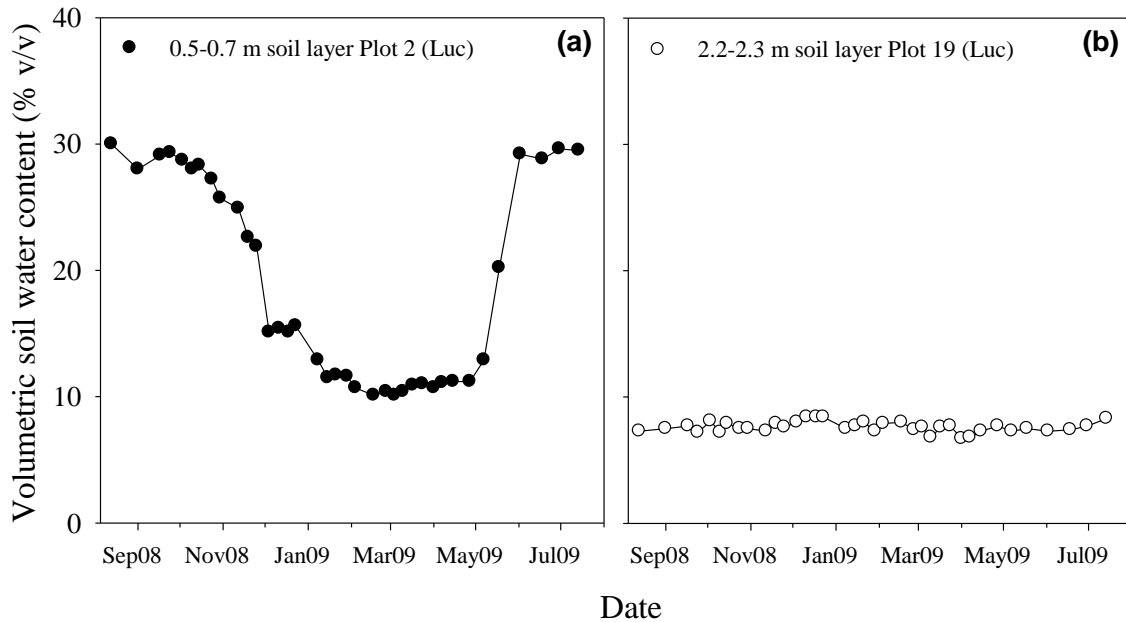 Volumetric soil water content (% v/v)
40
30
20
10
0
0.5-0.7 m soil layer Plot 2 (Luc)
(a)
2.2-2.3 m soil layer Plot 19 (Luc)
(b)
Sep08 Nov08 Jan09 Mar09 May09 Jul09
Sep08 Nov08 Jan09 Mar09 May09 Jul09
Date